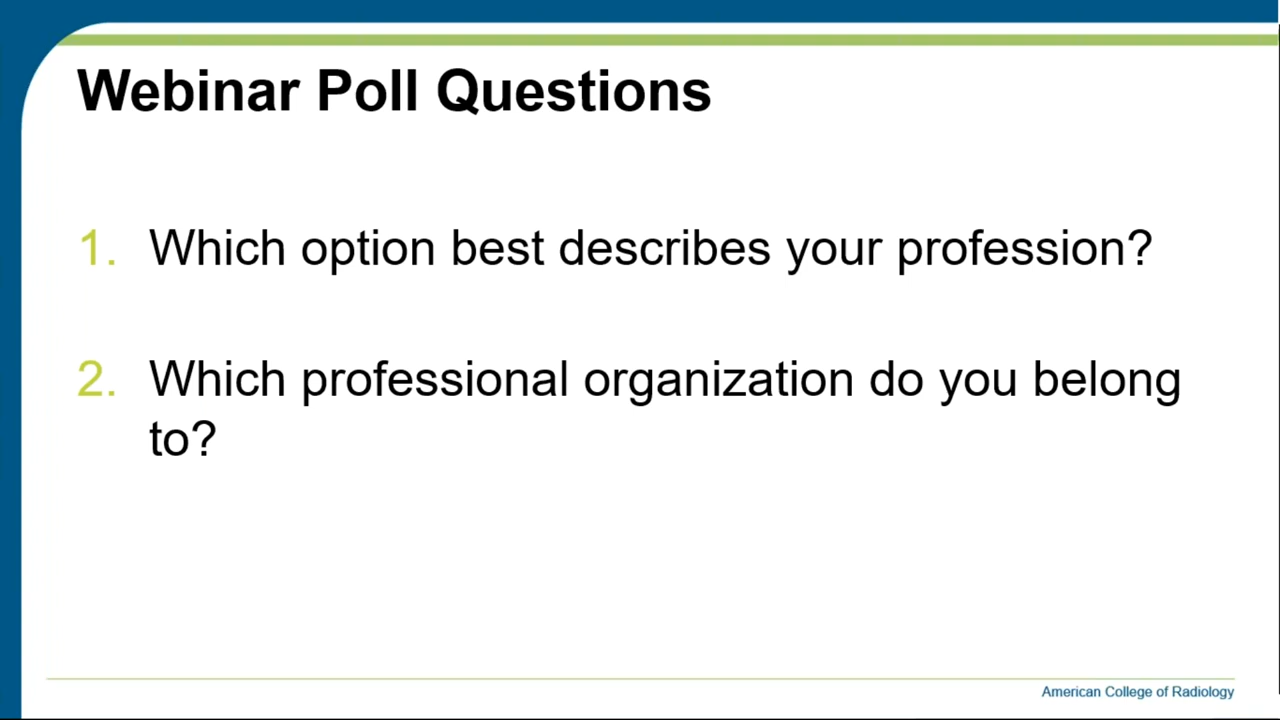 Webinar Poll Questions
1. Which option best describes your profession?
2. Which professional organization do you belong
to?
American College of Radiology